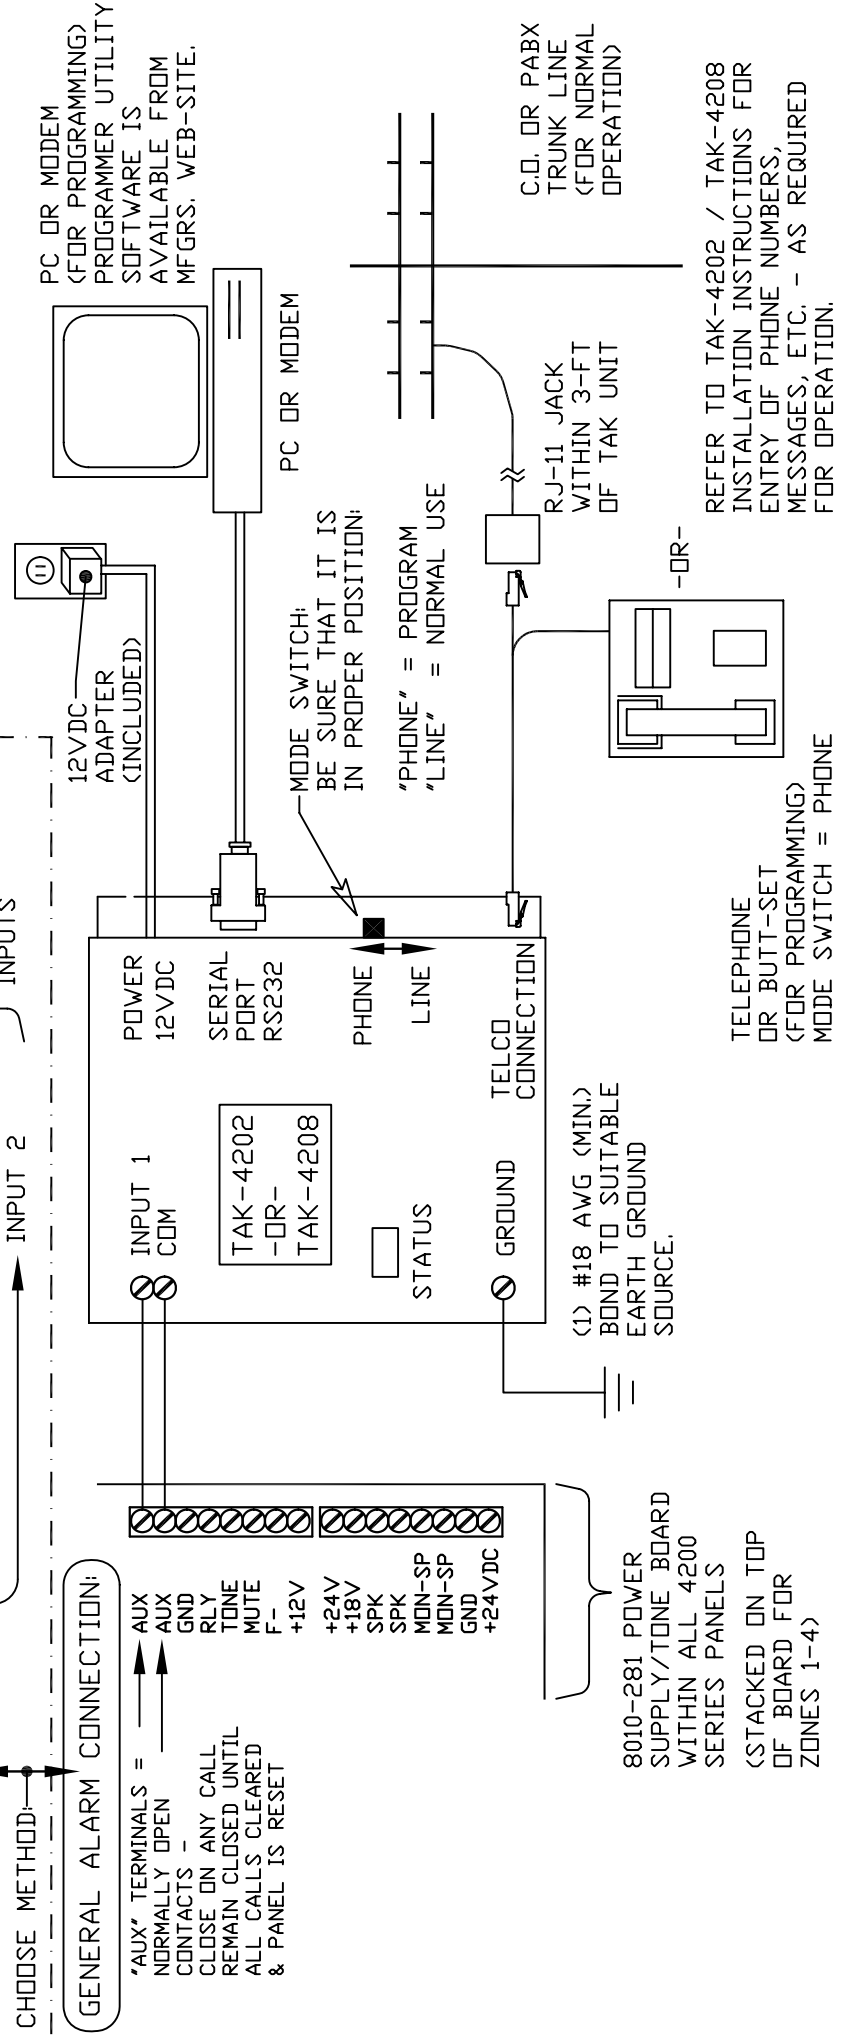 CHOOSE METHOD:
GENERAL ALARM CONNECTION:
"AUX" TERMINALS =
NORMALLY OPEN
CONTACTS -
CLOSE ON ANY CALL
REMAIN CLOSED UNTIL
ALL CALLS CLEARED
& PANEL IS RESET
AUX
AUX
GND
RLY
TONE
MUTE
F-
+12V
+24V
+18V
SPK
SPK
MON-SP
MON-SP
GND
+24VDC
8010-281 POWER
SUPPLY/TONE BOARD
WITHIN ALL 4200
SERIES PANELS
(STACKED ON TOP
OF BOARD FOR
ZONES 1-4)
INPUT 2
INPUTS
INPUT 1
COM
TAK-4202
-OR-
TAK-4208
STATUS
GROUND
(1) #18 AWG (MIN.)
BOND TO SUITABLE
EARTH GROUND
SOURCE.
POWER
12VDC
SERIAL
PORT
RS232
PHONE
LINE
TELCO
CONNECTION
12VDC
ADAPTER
(INCLUDED)
MODE SWITCH:
BE SURE THAT IT IS
IN PROPER POSITION:
"PHONE" = PROGRAM
"LINE" = NORMAL USE
TELEPHONE
OR BUTT-SET
(FOR PROGRAMMING)
MODE SWITCH = PHONE
-OR-
RJ-11 JACK
WITHIN 3-FT
OF TAK UNIT
PC OR MODEM
PC OR MODEM
(FOR PROGRAMMING)
PROGRAMMER UTILITY
SOFTWARE IS
AVAILABLE FROM
MFGRS. WEB-SITE.
C.O. OR PABX
TRUNK LINE
(FOR NORMAL
OPERATION)
REFER TO TAK-4202 / TAK-4208
INSTALLATION INSTRUCTIONS FOR
ENTRY OF PHONE NUMBERS,
MESSAGES, ETC. - AS REQUIRED
FOR OPERATION.